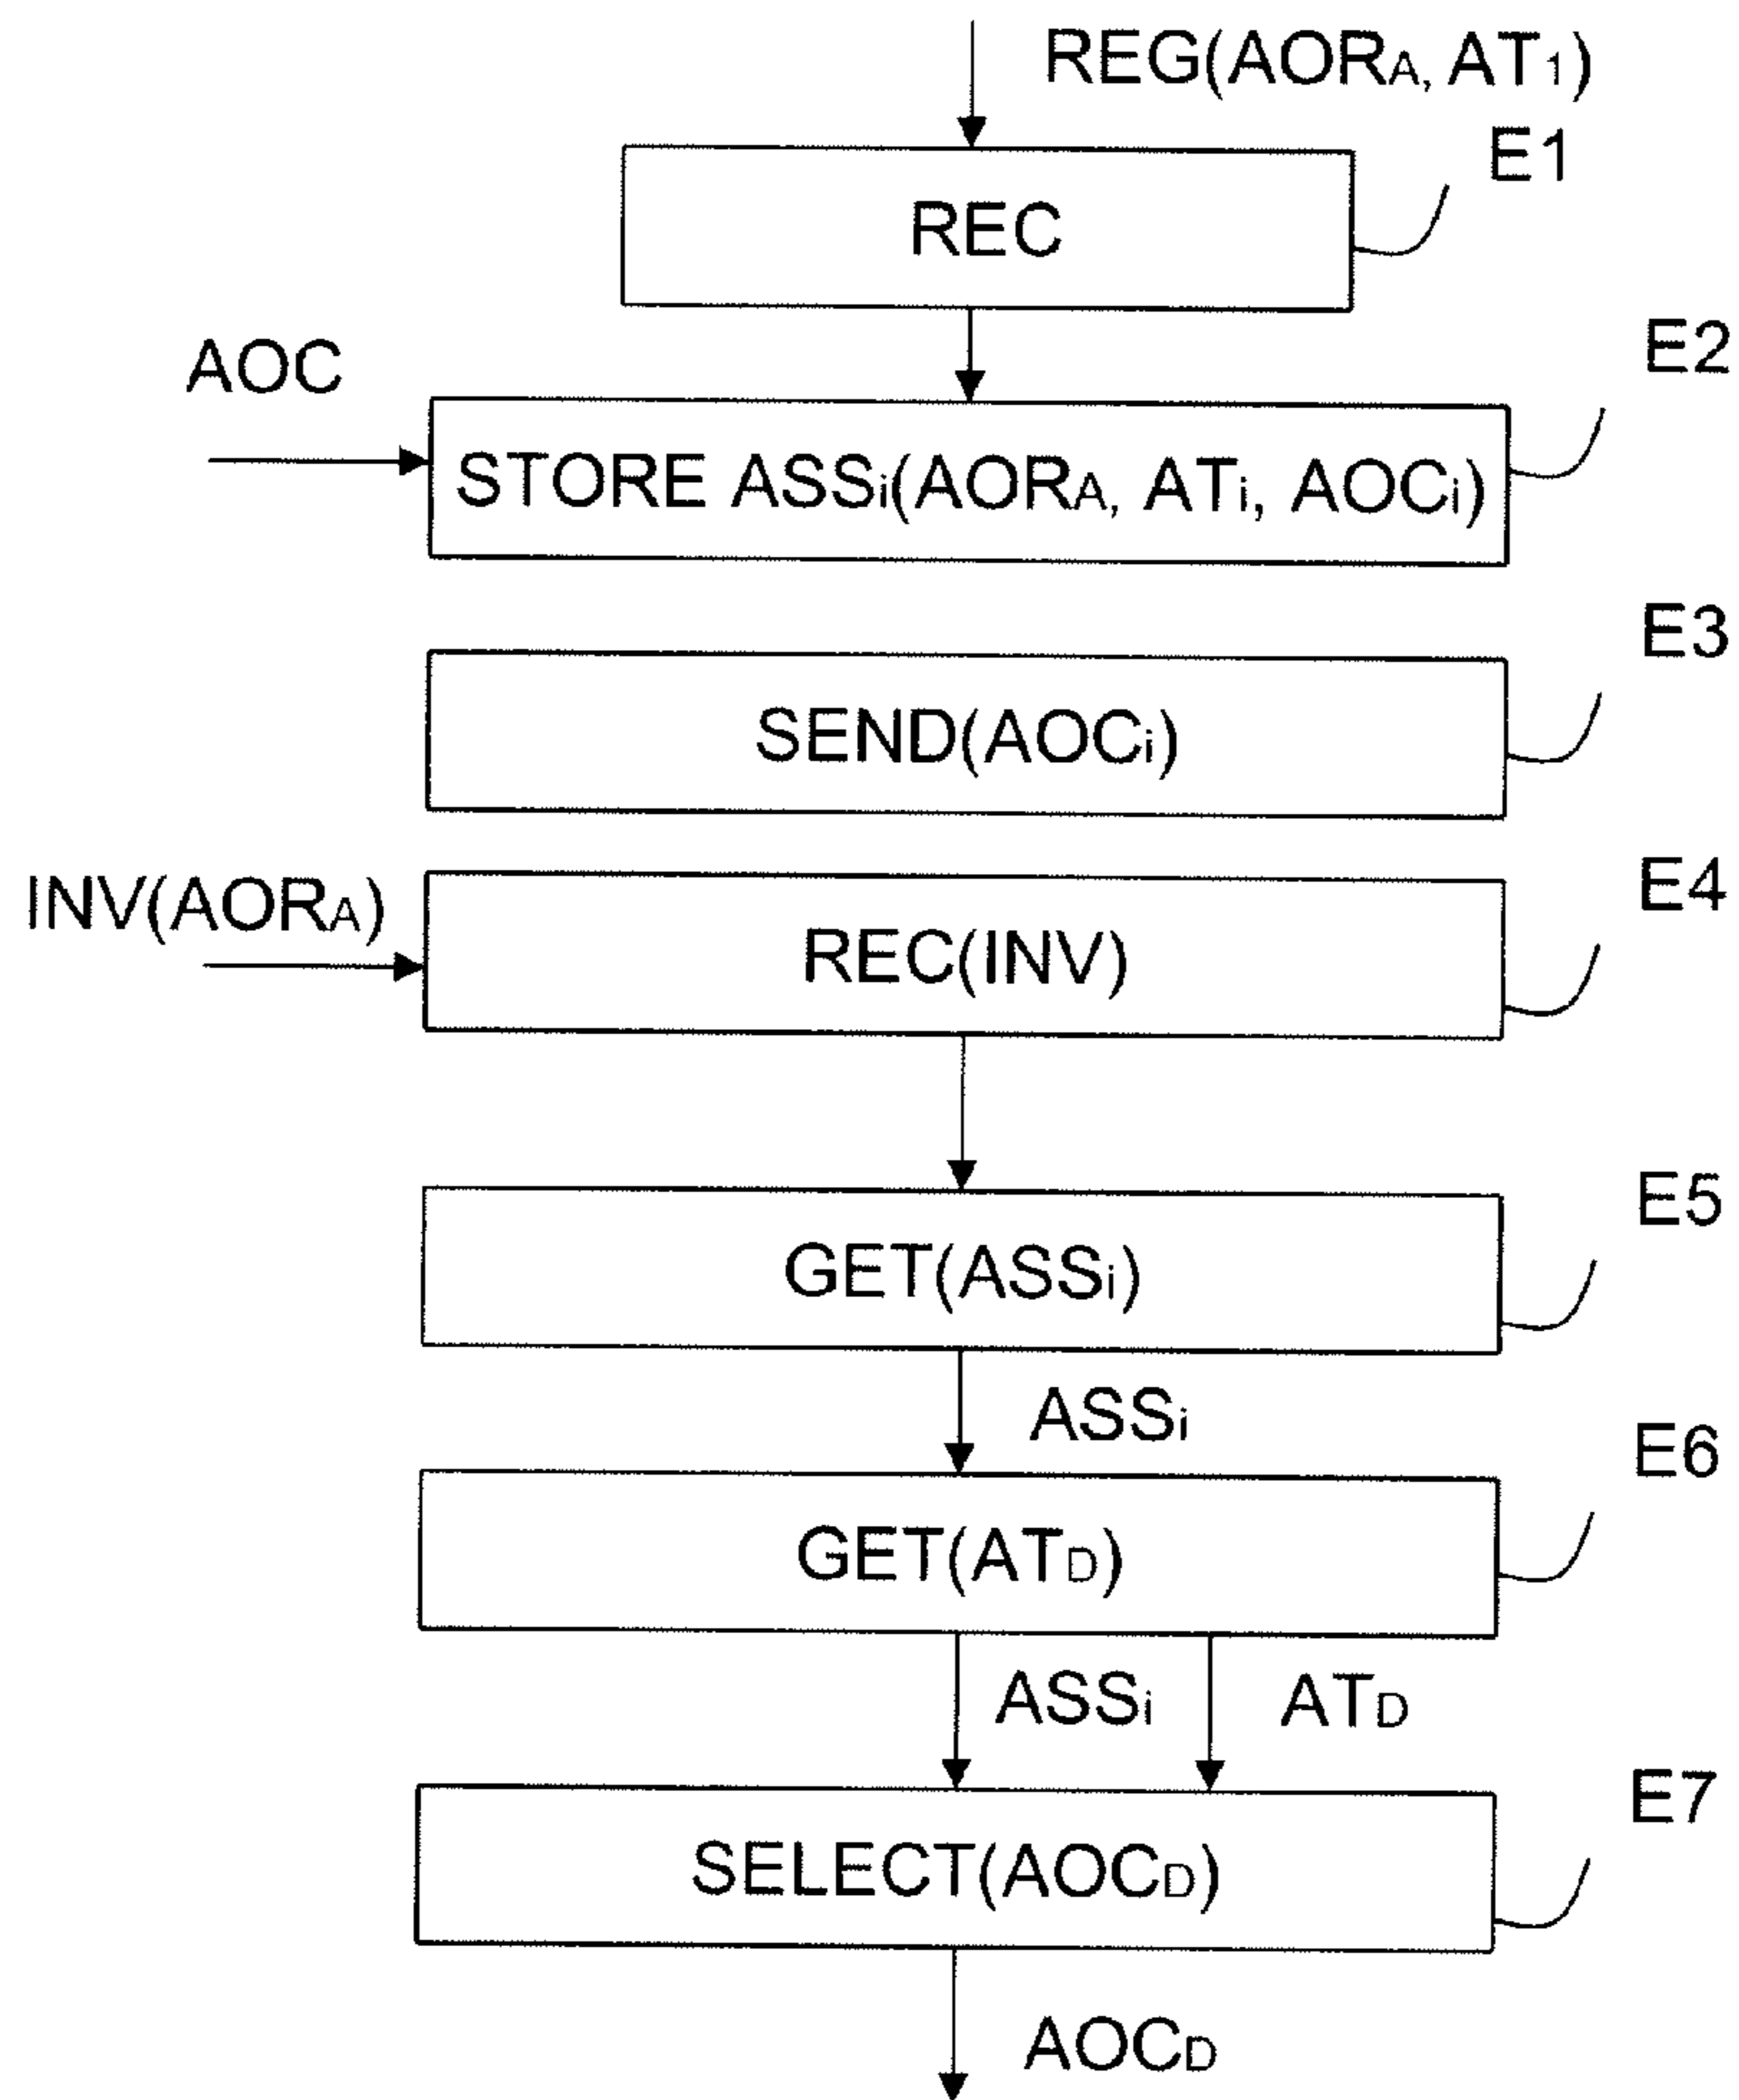 REG(AORA, AT1)
E1
REC
E2
AOC
STORE ASSi(AORA, ATi, AOCi)
E3
SEND(AOCi)
E4
INV(AORA)
REC(INV)
E5
GET(ASSi)
ASSi
E6
GET(ATD)
ASSi ATD
E7
SELECT(AOCD)
AOCD